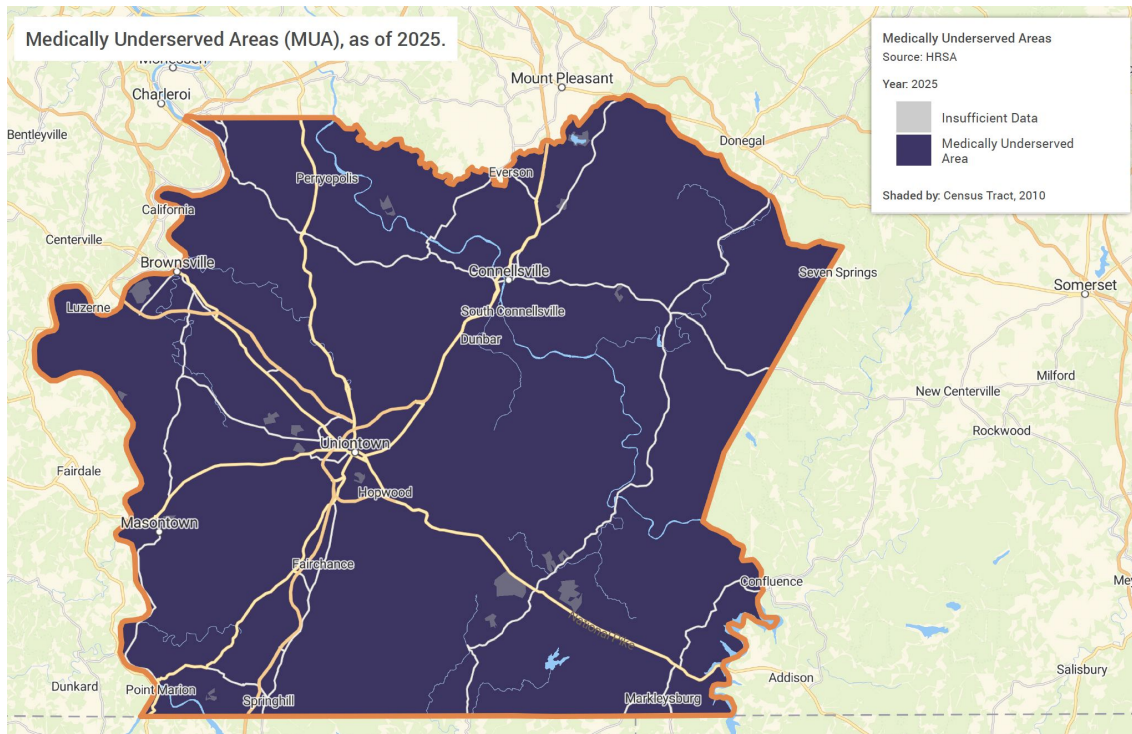 Medically Underserved Areas (MUA), as of 2025.
Medically Underserved Areas
Source: HRSA
Year: 2025
Insufficient Data
Medically Underserved
Area
Shaded by: Census Tract, 2010
Mount Pleasant
Charleroi
Bentleyville
Donegal
Everson
Perryopolis
California
Centerville
Brownsville
Connellsville
Seven Springs
Somerset
Luzerne
South Connellsville
Dunbar
Milford
New Centerville
Rockwood
Uniontown
Fairdale
Hopwood
Masontown
Fairchance
Confluence
National Pike
Salisbury
Addison
Dunkard
Point Marion
Springhill
Markleysburg